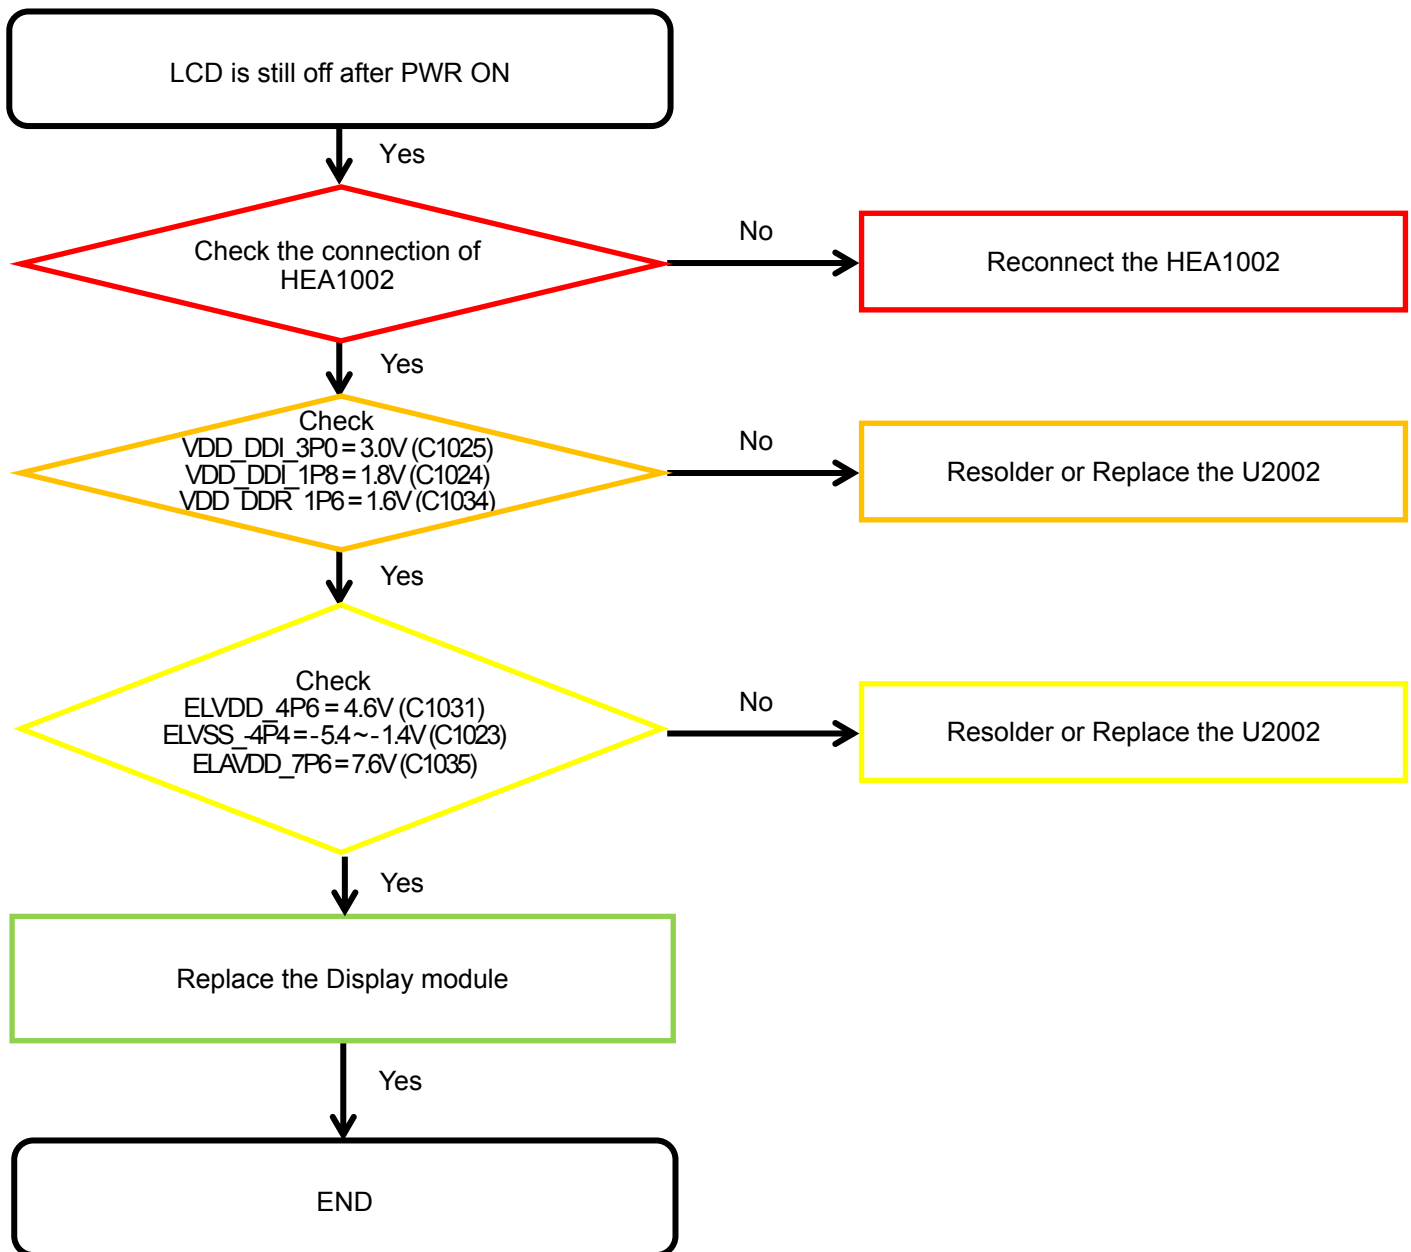 LCD is still off after PWR ON
Yes
Check the connection of
HEA1002
No
Reconnect the HEA1002
Yes
Check
VDD_DDI_3P0 = 3.0V (C1025)
VDD_DDI_1P8 = 1.8V (C1024)
VDD_DDR_1P6 = 1.6V (C1034)
No
Resolder or Replace the U2002
Yes
Check
ELVDD_4P6 = 4.6V (C1031)
ELVSS_-4P4 = -5.4 ~ -1.4V (C1023)
ELAVDD_7P6 = 7.6V (C1035)
No
Resolder or Replace the U2002
Yes
Replace the Display module
Yes
END